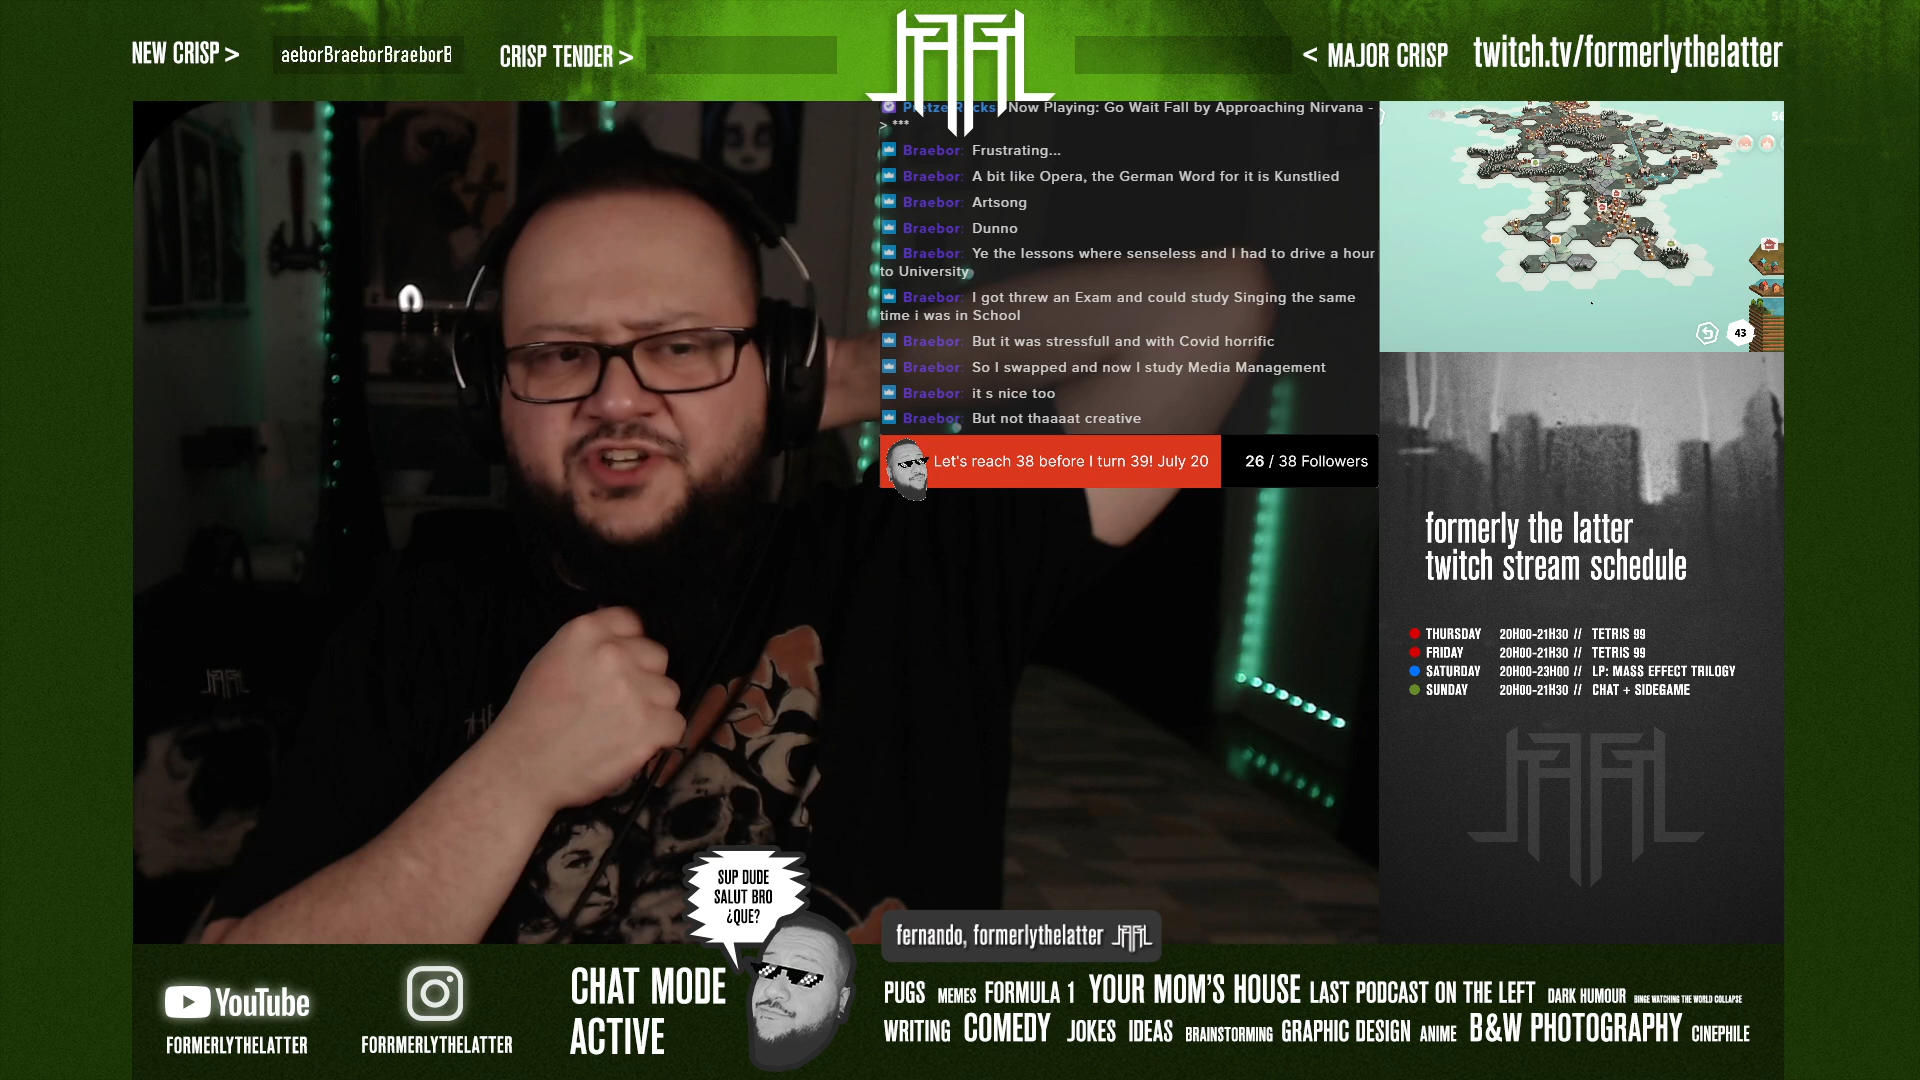 NEW CRISP >
aeborBraeborBraeborB
CRISP TENDER >
< MAJOR CRISP
twitch.tv/formerlythelatter
Now Playing: Go Wait Fall by Approaching Nirvana -
> ***
Braebor: Frustrating...
Braebor: A bit like Opera, the German Word for it is Kunstlied
Braebor: Artsong
Braebor: Dunno
Braebor: Ye the lessons where senseless and I had to drive a hour
to University
Braebor: I got threw an Exam and could study Singing the same
time i was in School
Braebor: But it was stressfull and with Covid horrific
Braebor: So I swapped and now I study Media Management
Braebor: it s nice too
Braebor: But not thaaaat creative
Let's reach 38 before I turn 39! July 20
26 / 38 Followers
43
formerly the latter
twitch stream schedule
THURSDAY 20H00-21H30 // TETRIS 99
FRIDAY 20H00-21H30 // TETRIS 99
SATURDAY 20H00-23H00 // LP: MASS EFFECT TRILOGY
SUNDAY 20H00-21H30 // CHAT + SIDEGAME
SUP DUDE
SALUT BRO
¿QUE?
fernando, formerlythelatter
YouTube
FORMERLYTHELATTER
FORRMERLYTHELATTER
CHAT MODE
ACTIVE
PUGS MEMES FORMULA 1 YOUR MOM'S HOUSE LAST PODCAST ON THE LEFT DARK HUMOUR BINGE WATCHING THE WORLD COLLAPSE
WRITING COMEDY JOKES IDEAS BRAINSTORMING GRAPHIC DESIGN ANIME B&W PHOTOGRAPHY CINEPHILE